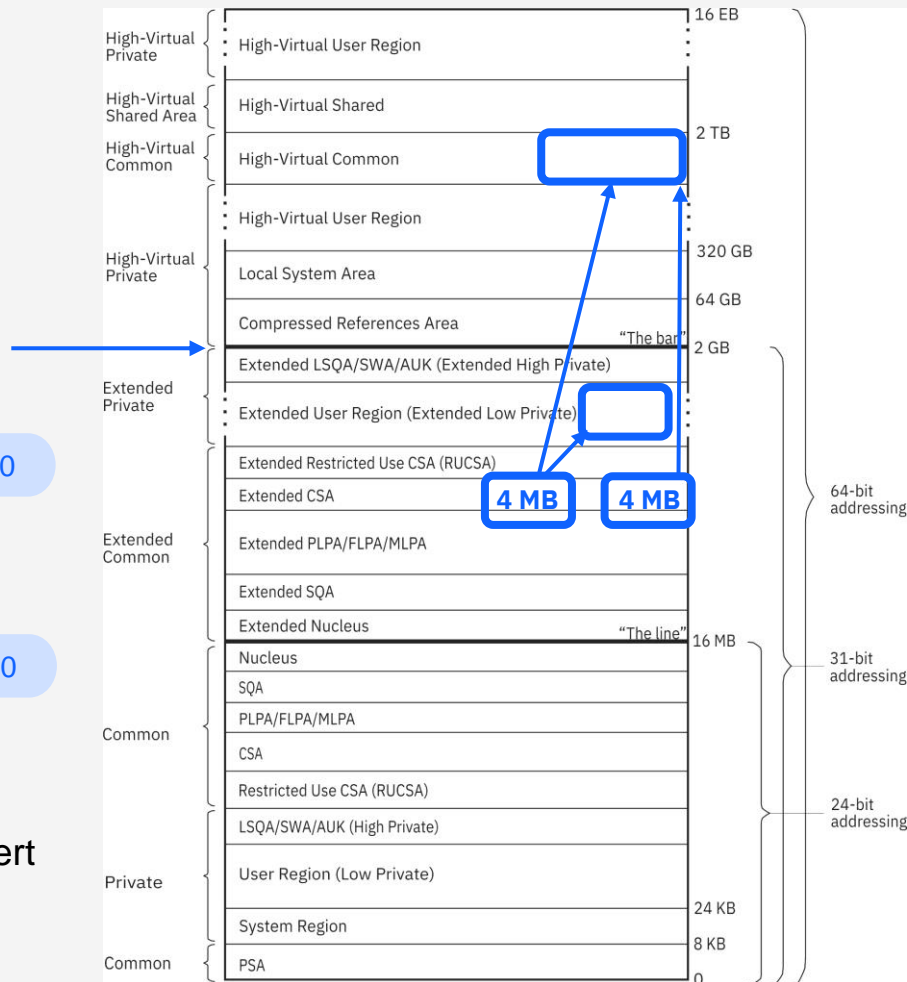 16 EB
High-Virtual
Private
High-Virtual User Region
High-Virtual
Shared Area
High-Virtual Shared
2 TB
High-Virtual
Common
High-Virtual Common
High-Virtual User Region
320 GB
High-Virtual
Private
Local System Area
64 GB
Compressed References Area
“The bar”
2 GB
Extended LSQA/SWA/AUK (Extended High Private)
Extended
Private
Extended User Region (Extended Low Private)
0
Extended Restricted Use CSA (RUCSA)
Extended CSA
4 MB
4 MB
64-bit
addressing
Extended
Common
Extended PLPA/FLPA/MLPA
Extended SQA
Extended Nucleus
“The line”
16 MB
0
Nucleus
31-bit
addressing
SQA
PLPA/FLPA/MLPA
Common
CSA
Restricted Use CSA (RUCSA)
24-bit
addressing
LSQA/SWA/AUK (High Private)
ert
Private
User Region (Low Private)
24 KB
System Region
8 KB
Common
PSA
0